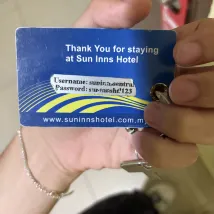 Thank You for staying
at Sun Inns Hotel
Username:
Password:
www.suninnshotel.com.m